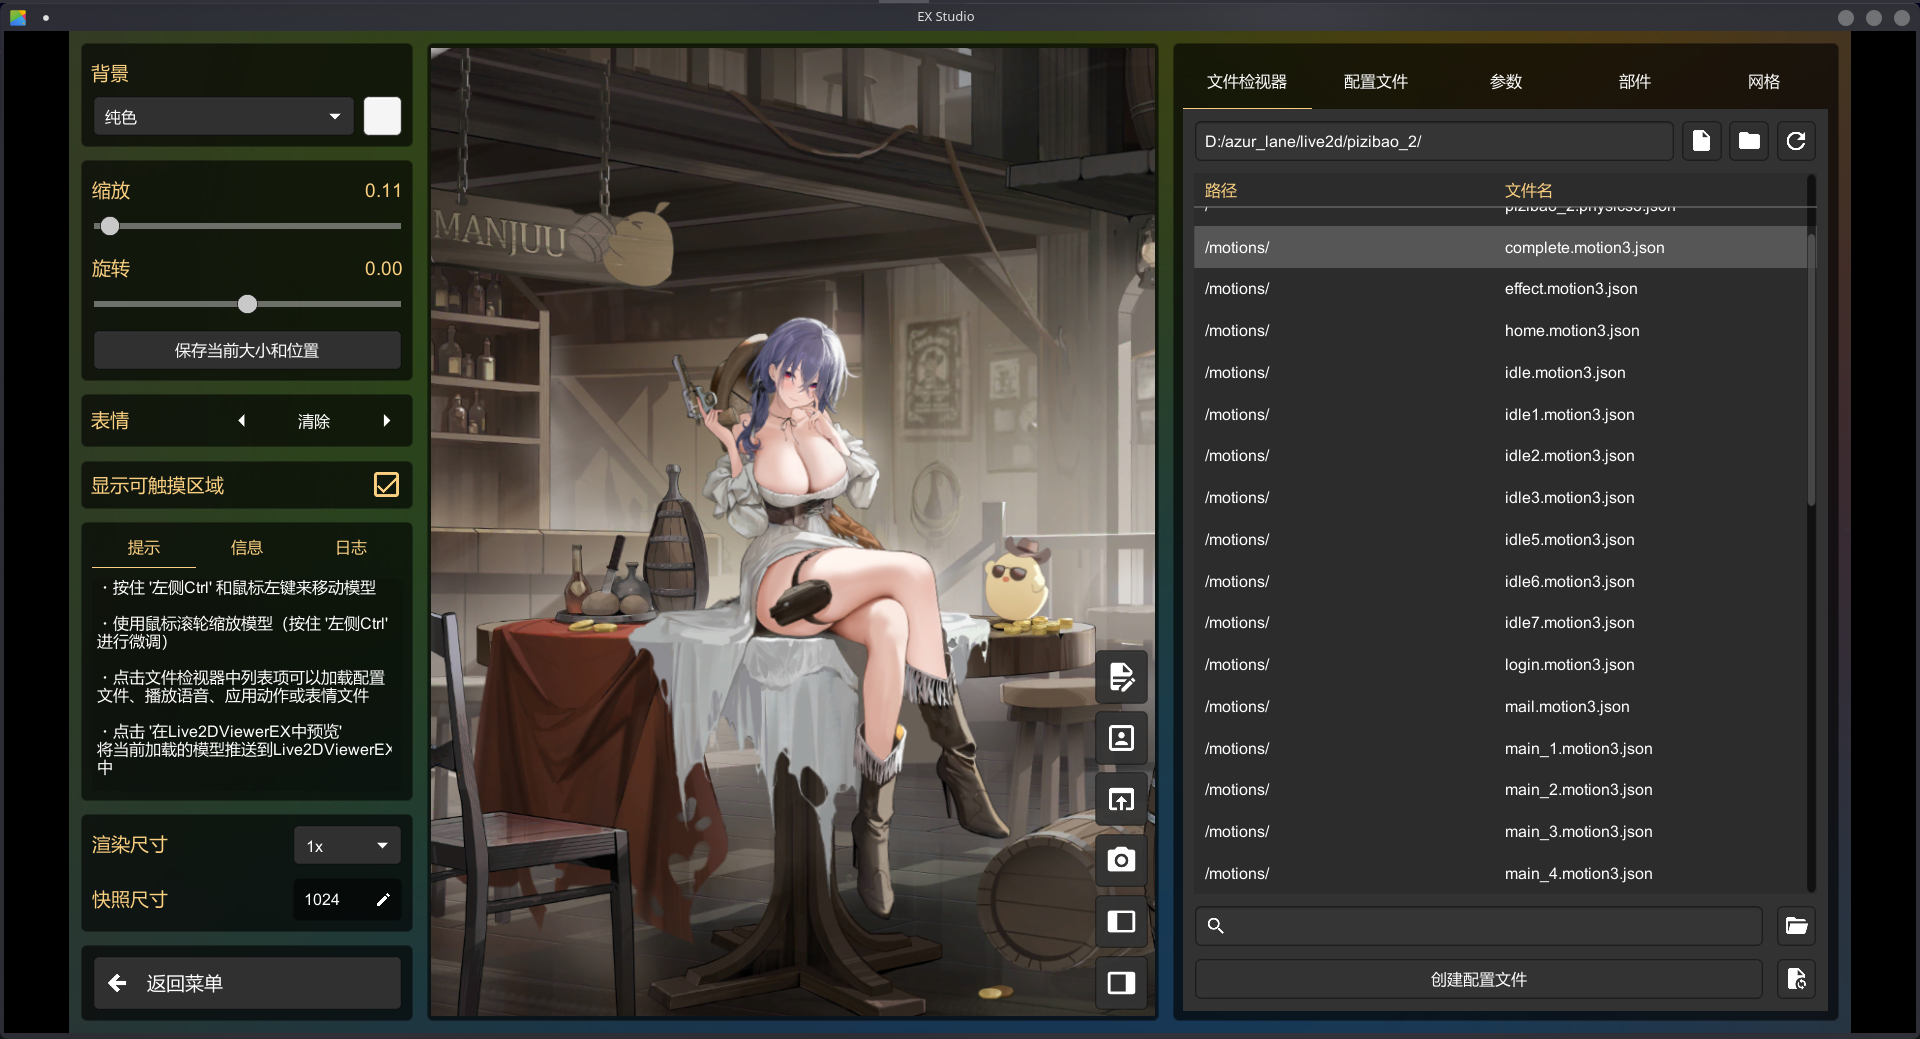 EX Studio
背景
纯色
缩放 0.11
旋转 0.00
保存当前大小和位置
表情 清除
显示可触摸区域
提示 信息 日志
· 按住 '左侧Ctrl' 和鼠标左键来移动模型
· 使用鼠标滚轮缩放模型（按住 '左侧Ctrl'
进行微调）
· 点击文件检视器中列表项可以加载配置
文件、播放语音、应用动作或表情文件
· 点击 '在Live2DViewerEX中预览'
将当前加载的模型推送到Live2DViewerEX
中
渲染尺寸 1x
快照尺寸 1024
返回菜单
MANJUU
文件检视器 配置文件 参数 部件 网格
D:/azur_lane/live2d/pizibao_2/
路径 文件名
/ pizibao_2.physics3.json
/motions/ complete.motion3.json
/motions/ effect.motion3.json
/motions/ home.motion3.json
/motions/ idle.motion3.json
/motions/ idle1.motion3.json
/motions/ idle2.motion3.json
/motions/ idle3.motion3.json
/motions/ idle5.motion3.json
/motions/ idle6.motion3.json
/motions/ idle7.motion3.json
/motions/ login.motion3.json
/motions/ mail.motion3.json
/motions/ main_1.motion3.json
/motions/ main_2.motion3.json
/motions/ main_3.motion3.json
/motions/ main_4.motion3.json
创建配置文件